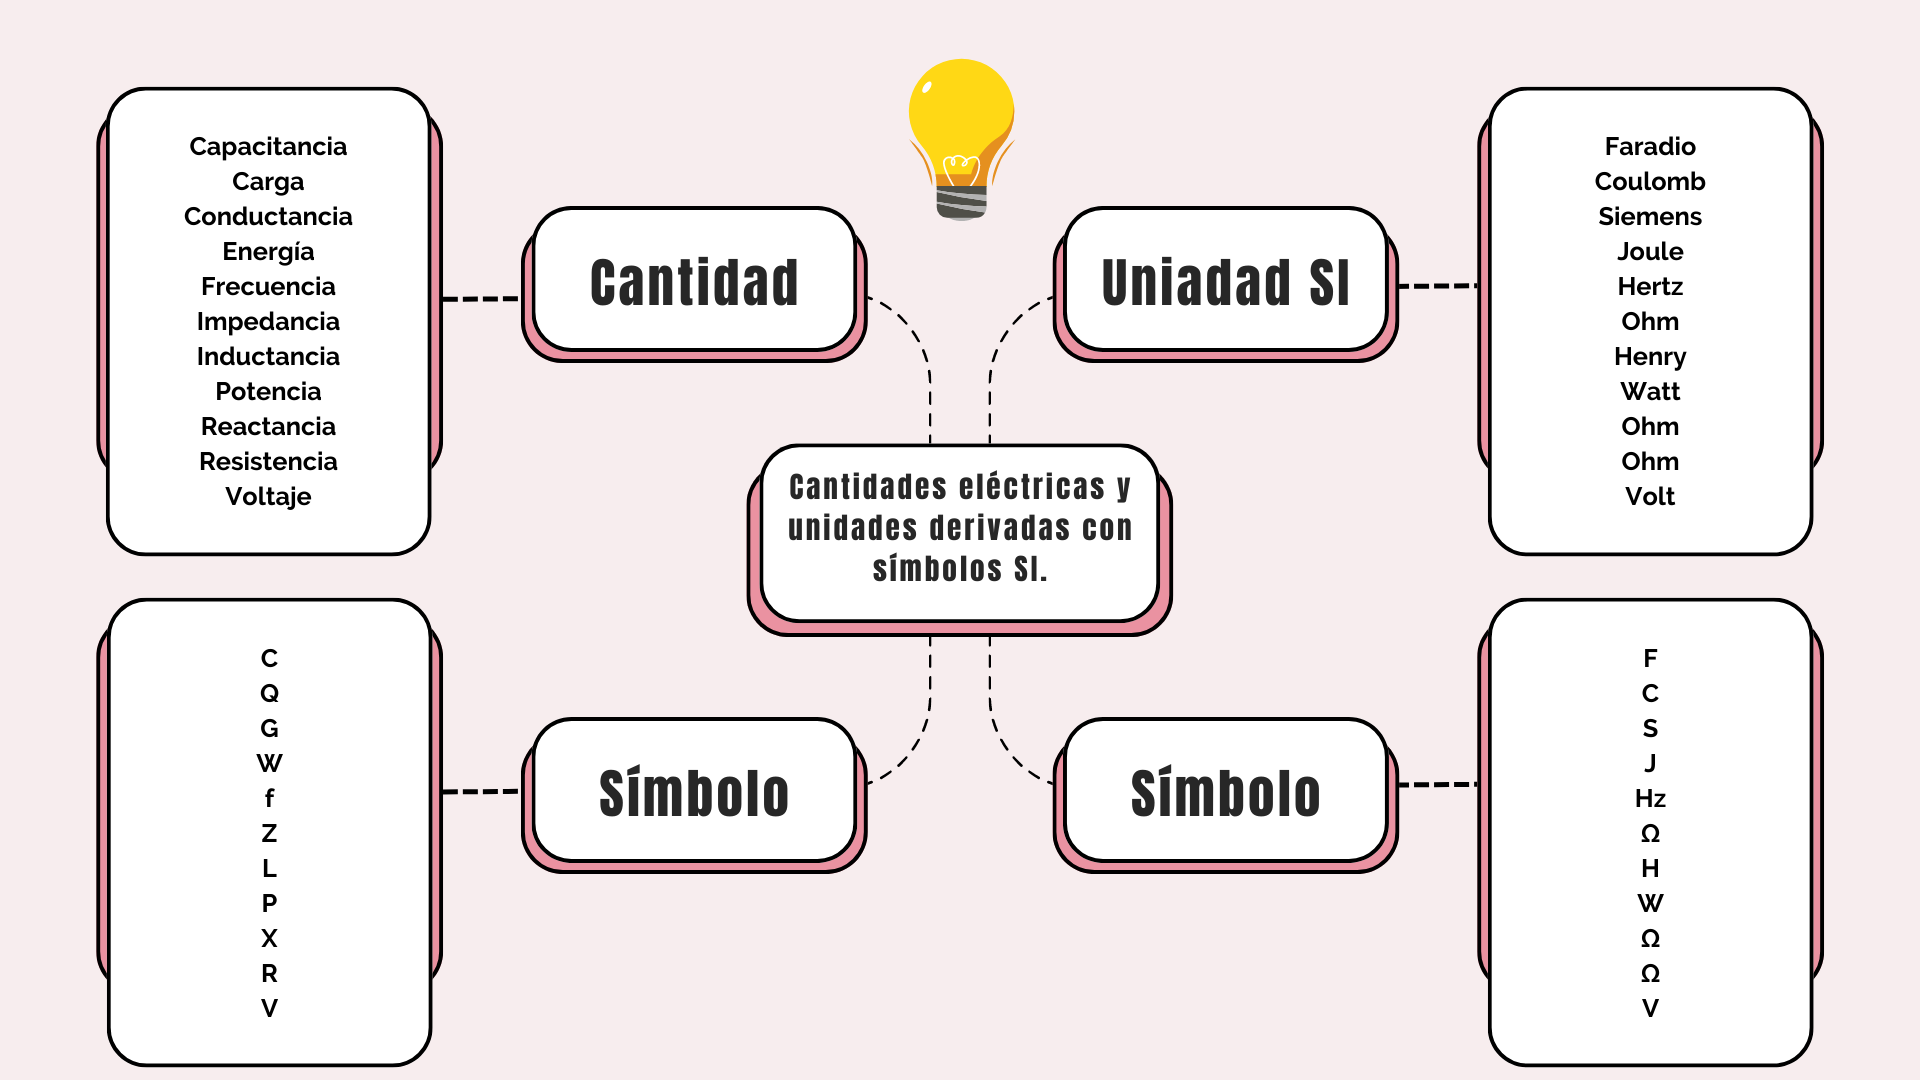 Capacitancia
Carga
Conductancia
Energía
Frecuencia
Impedancia
Inductancia
Potencia
Reactancia
Resistencia
Voltaje
Cantidad
Uniadad SI
Faradio
Coulomb
Siemens
Joule
Hertz
Ohm
Henry
Watt
Ohm
Ohm
Volt
Cantidades eléctricas y
unidades derivadas con
símbolos SI.
C
Q
G
W
f
Z
L
P
X
R
V
Símbolo
Símbolo
F
C
S
J
Hz
Ω
H
W
Ω
Ω
V